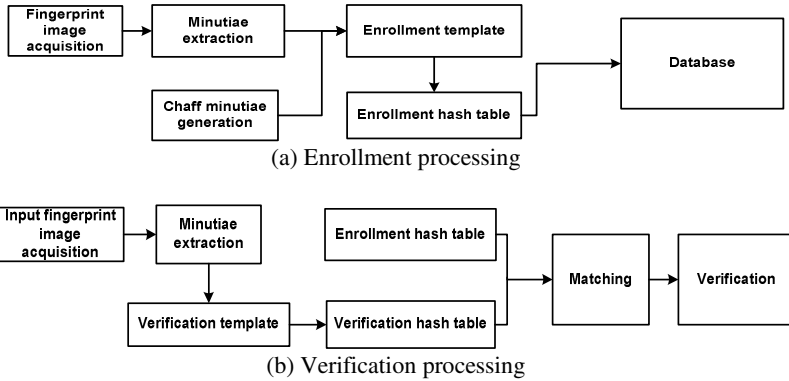 Fingerprint
image
acquisition
Minutiae
extraction
Enrollment template
Database
Chaff minutiae
generation
Enrollment hash table
(a) Enrollment processing
Input fingerprint
image
acquisition
Minutiae
extraction
Enrollment hash table
Matching
Verification
Verification template
Verification hash table
(b) Verification processing